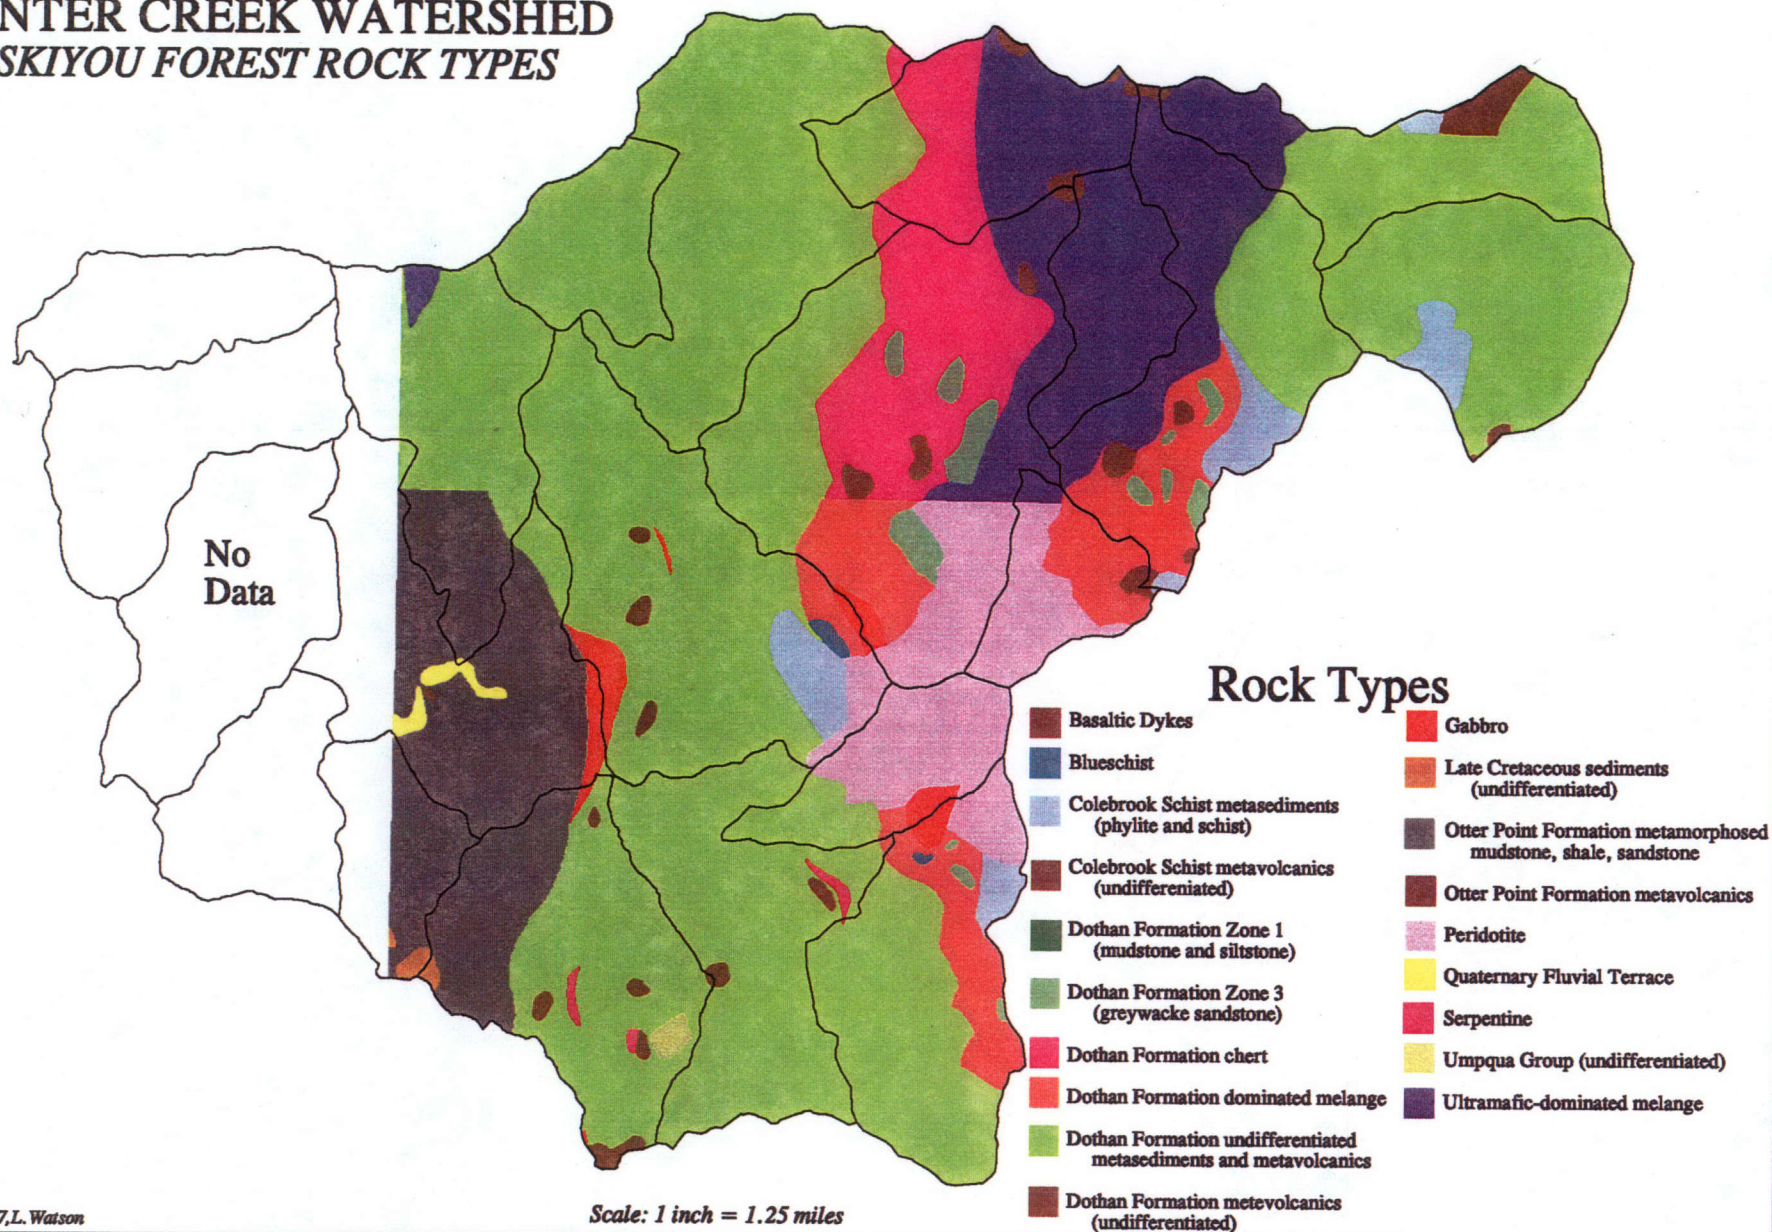 NTER CREEK WATERSHED
SKIYOU FOREST ROCK TYPES
No
Data
Rock Types
Basaltic Dykes
Blueschist
Colebrook Schist metasediments
(phylite and schist)
Colebrook Schist metavolcanics
(undiffereniated)
Dothan Formation Zone 1
(mudstone and siltstone)
Dothan Formation Zone 3
(greywacke sandstone)
Dothan Formation chert
Dothan Formation dominated melange
Dothan Formation undifferentiated
metasediments and metavolcanics
Dothan Formation metevolcanics
(undifferentiated)
Gabbro
Late Cretaceous sediments
(undifferentiated)
Otter Point Formation metamorphosed
mudstone, shale, sandstone
Otter Point Formation metavolcanics
Peridotite
Quaternary Fluvial Terrace
Serpentine
Umpqua Group (undifferentiated)
Ultramafic-dominated melange
7,L.Watson
Scale: 1 inch = 1.25 miles